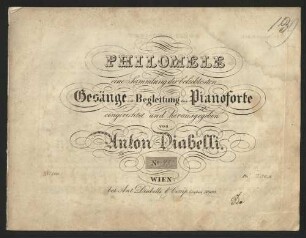 PHILOMELE
eine Sammlung der beliebtesten
Gesänge mit Begleitung des Pianoforte
eingerichtet und herausgegeben
von
Anton Diabelli.
No.
WIEN
bei Ant. Diabelli & Comp.